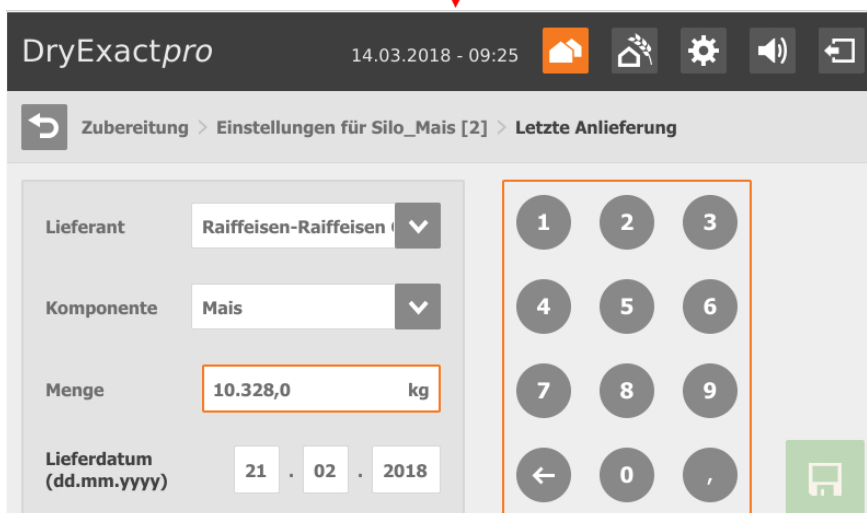 DryExactpro
14.03.2018 - 09:25
Zubereitung > Einstellungen für Silo_Mais [2] > Letzte Anlieferung
Lieferant
Raiffeisen-Raiffeisen
Komponente
Mais
Menge
10.328,0 kg
Lieferdatum
(dd.mm.yyyy)
21 . 02 . 2018
1 2 3
4 5 6
7 8 9
← 0 ,